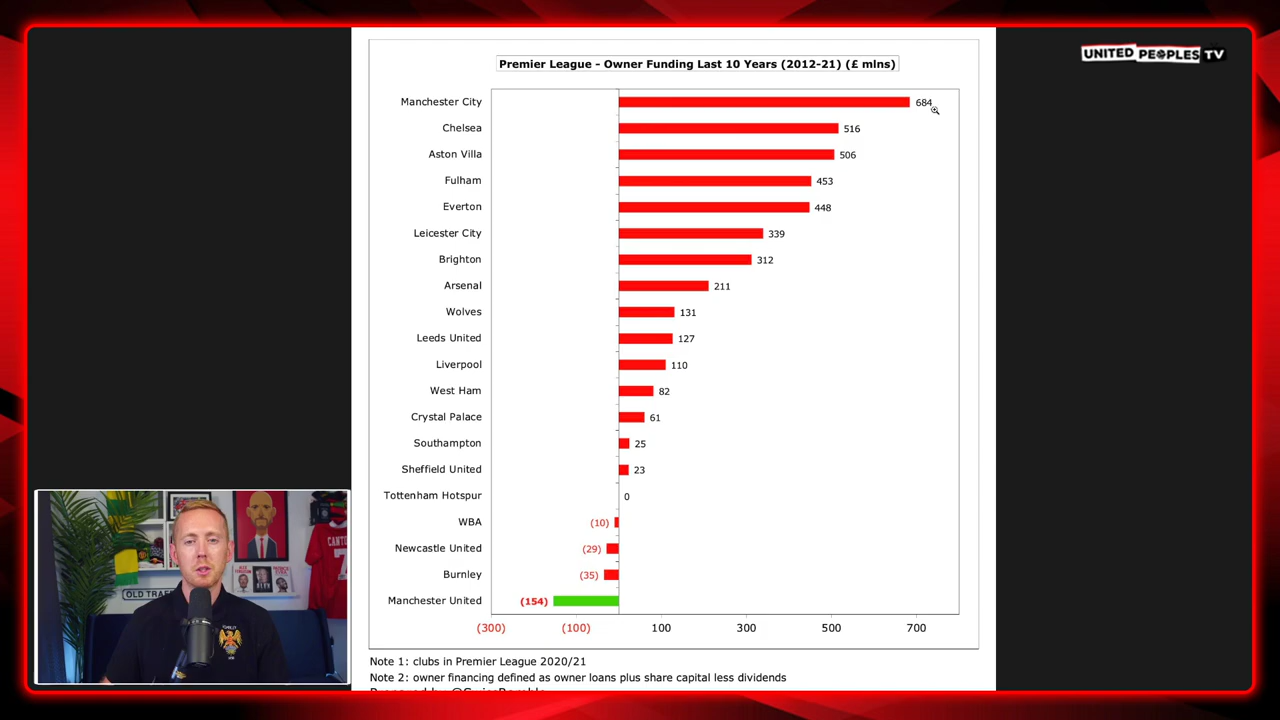 UNITED PEOPLES TV
Premier League - Owner Funding Last 10 Years (2012-21) (£ mlns)
Manchester City 684
Chelsea 516
Aston Villa 506
Fulham 453
Everton 448
Leicester City 339
Brighton 312
Arsenal 211
Wolves 131
Leeds United 127
Liverpool 110
West Ham 82
Crystal Palace 61
Southampton 25
Sheffield United 23
Tottenham Hotspur 0
WBA (10)
Newcastle United (29)
Burnley (35)
Manchester United (154)
(300) (100) 100 300 500 700
Note 1: clubs in Premier League 2020/21
Note 2: owner financing defined as owner loans plus share capital less dividends
OLD TRAF
CANTO
7